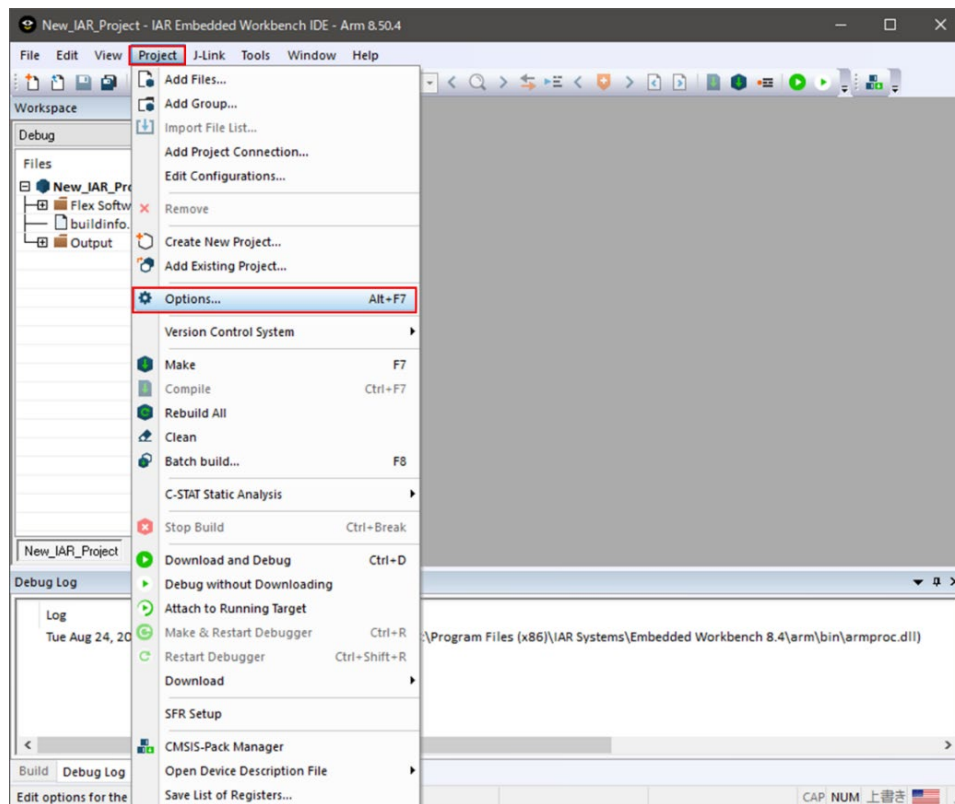 New_IAR_Project - IAR Embedded Workbench IDE - Arm 8.50.4
File Edit View Project J-Link Tools Window Help
Workspace
Debug
Files
New_IAR_Pro
Flex Softw
buildinfo.
Output
New_IAR_Project
Add Files...
Add Group...
Import File List...
Add Project Connection...
Edit Configurations...
Remove
Create New Project...
Add Existing Project...
Options... Alt+F7
Version Control System
Make F7
Compile Ctrl+F7
Rebuild All
Clean
Batch build... F8
C-STAT Static Analysis
Stop Build Ctrl+Break
Download and Debug Ctrl+D
Debug without Downloading
Attach to Running Target
Make & Restart Debugger Ctrl+R
Restart Debugger Ctrl+Shift+R
Download
SFR Setup
CMSIS-Pack Manager
Open Device Description File
Save List of Registers...
Debug Log
Log
Tue Aug 24, 20 :\Program Files (x86)\IAR Systems\Embedded Workbench 8.4\arm\bin\armproc.dll)
Build Debug Log
Edit options for the CAP NUM 上書き